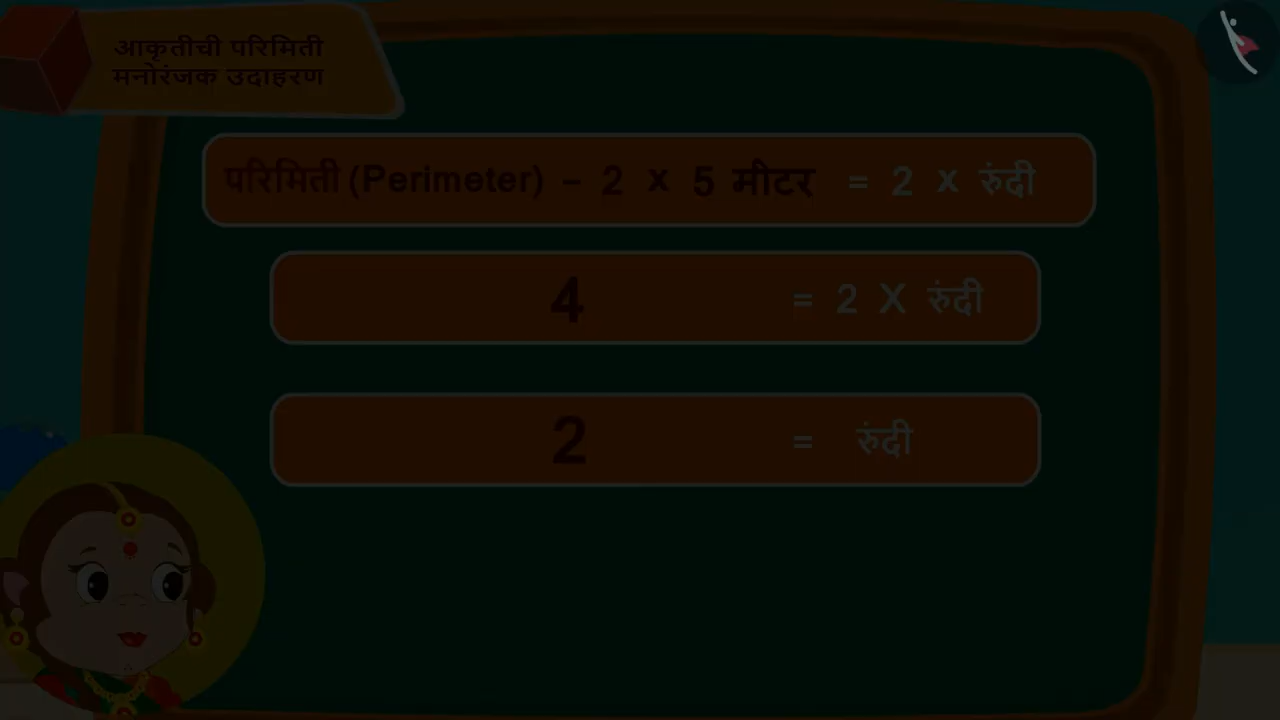 आकृतीची परिमिती
मनोरंजक उदाहरण
परिमिती (Perimeter) – 2 x 5 मीटर = 2 x रुंदी
4 = 2 X रुंदी
2 = रुंदी